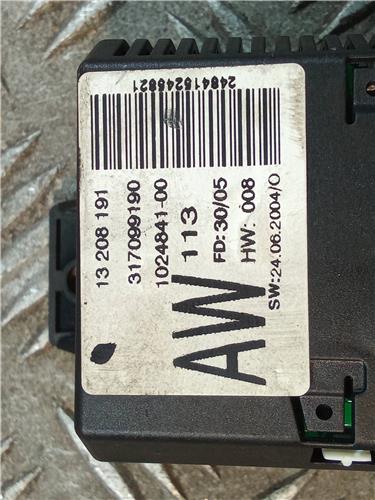 248415245821
13 208 191
317099190
1024841-00
113
AW
FD: 30/05
HW: 008
SW:24.06.2004/O